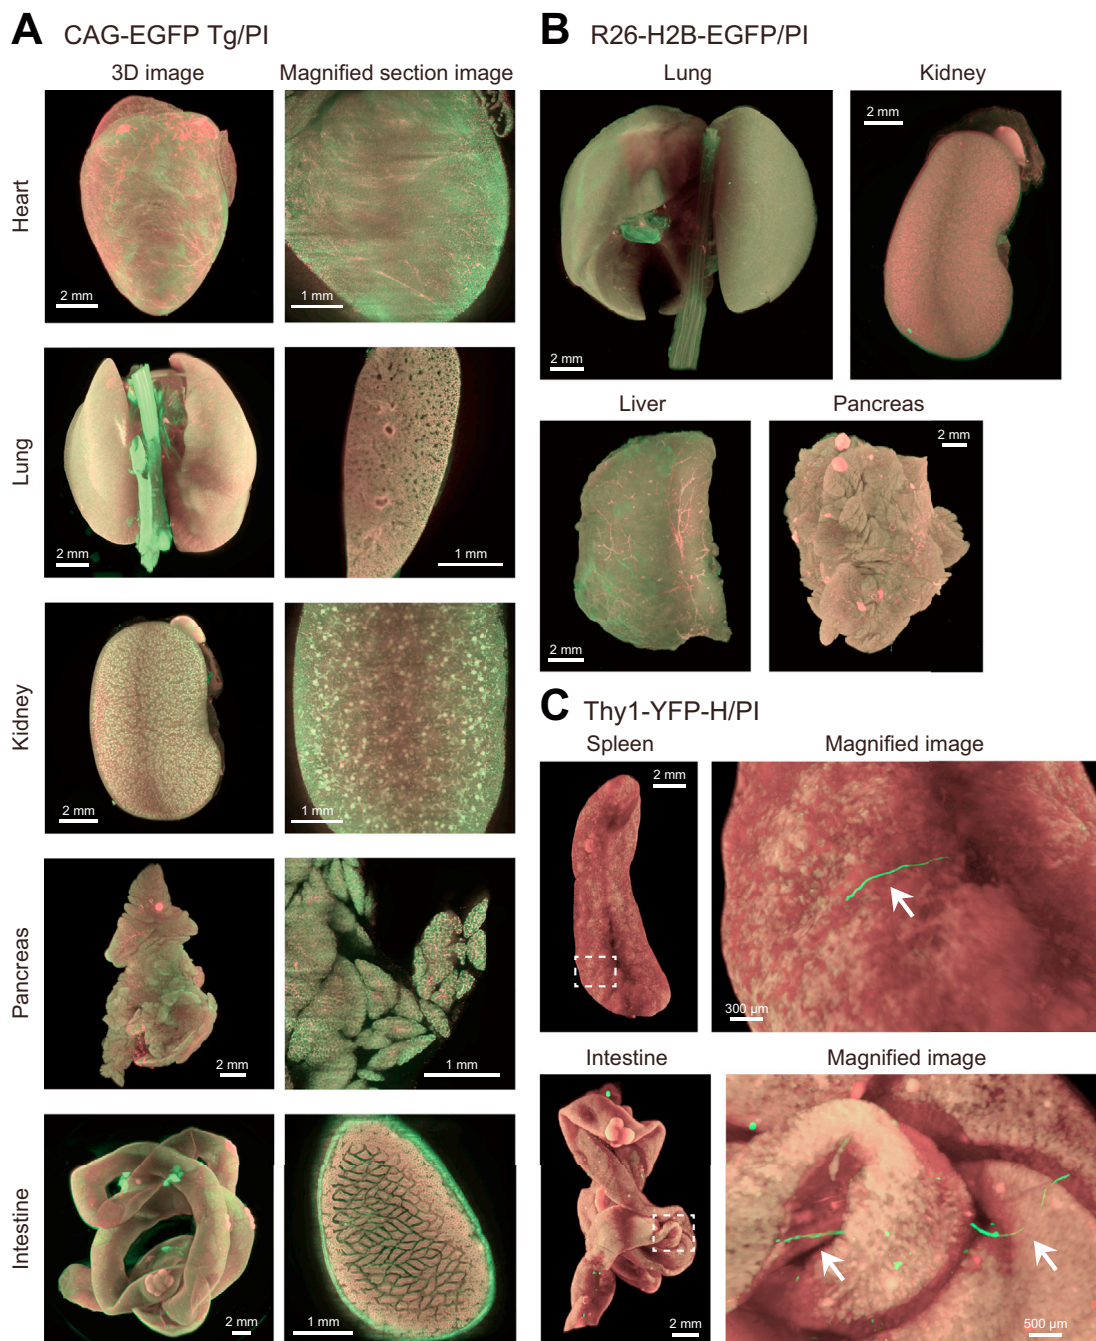 A CAG-EGFP Tg/PI
3D image
Magnified section image
Heart
2 mm
1 mm
Lung
2 mm
1 mm
Kidney
2 mm
1 mm
Pancreas
2 mm
1 mm
Intestine
2 mm
1 mm
B R26-H2B-EGFP/PI
Lung
Kidney
2 mm
2 mm
Liver
Pancreas
2 mm
2 mm
C Thy1-YFP-H/PI
Spleen
Magnified image
2 mm
300 µm
Intestine
Magnified image
2 mm
500 µm